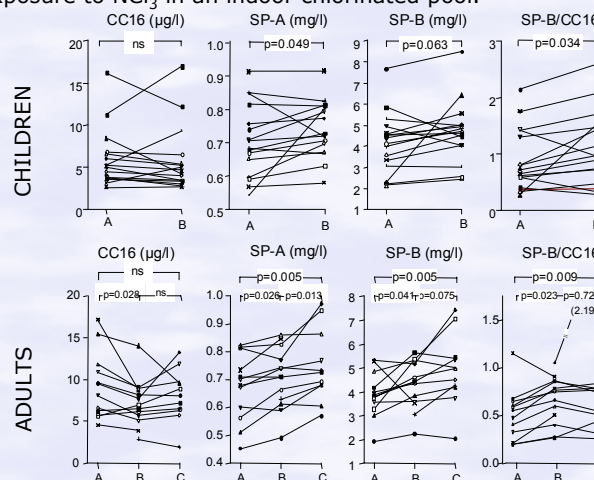 exposure to NCl3 in an indoor chlorinated pool.
CC16 (µg/l) SP-A (mg/l) SP-B (mg/l) SP-B/CC16
ns p=0.049 p=0.063 p=0.034
20 15 10 5 0
1.0 0.9 0.8 0.7 0.6 0.5
9 8 7 6 5 4 3 2 1
3 2 1 0
CHILDREN
A B A B A B A
CC16 (µg/l) SP-A (mg/l) SP-B (mg/l) SP-B/CC16
ns p=0.005 p=0.005 p=0.009
p=0.028 ns p=0.026 p=0.013 p=0.041 p=0.075 p=0.023 p=0.72
(2.19
20 15 10 5 0
1.0 0.9 0.8 0.7 0.6 0.5 0.4
8 7 6 5 4 3 2 1
1.5 1.0 0.5 0.0
ADULTS
A B C A B C A B C A B